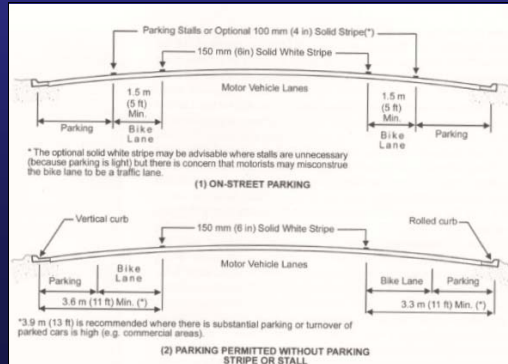 Parking Stalls or Optional 100 mm (4 in) Solid Stripe(*)
150 mm (6in) Solid White Stripe
1.5 m
(5 ft)
Min.
Motor Vehicle Lanes
1.5 m
(5 ft)
Min.
Parking
Bike
Lane
Bike
Lane
Parking
* The optional solid white stripe may be advisable where stalls are unnecessary
(because parking is light) but there is concern that motorists may misconstrue
the bike lane to be a traffic lane.
(1) ON-STREET PARKING
Vertical curb
150 mm (6 in) Solid White Stripe
Rolled curb
Parking
Bike
Lane
Motor Vehicle Lanes
Bike Lane
Parking
3.6 m (11 ft) Min. (*)
3.3 m (11 ft) Min. (*)
*3.9 m (13 ft) is recommended where there is substantial parking or turnover of
parked cars is high (e.g. commercial areas).
(2) PARKING PERMITTED WITHOUT PARKING
STRIPE OR STALL